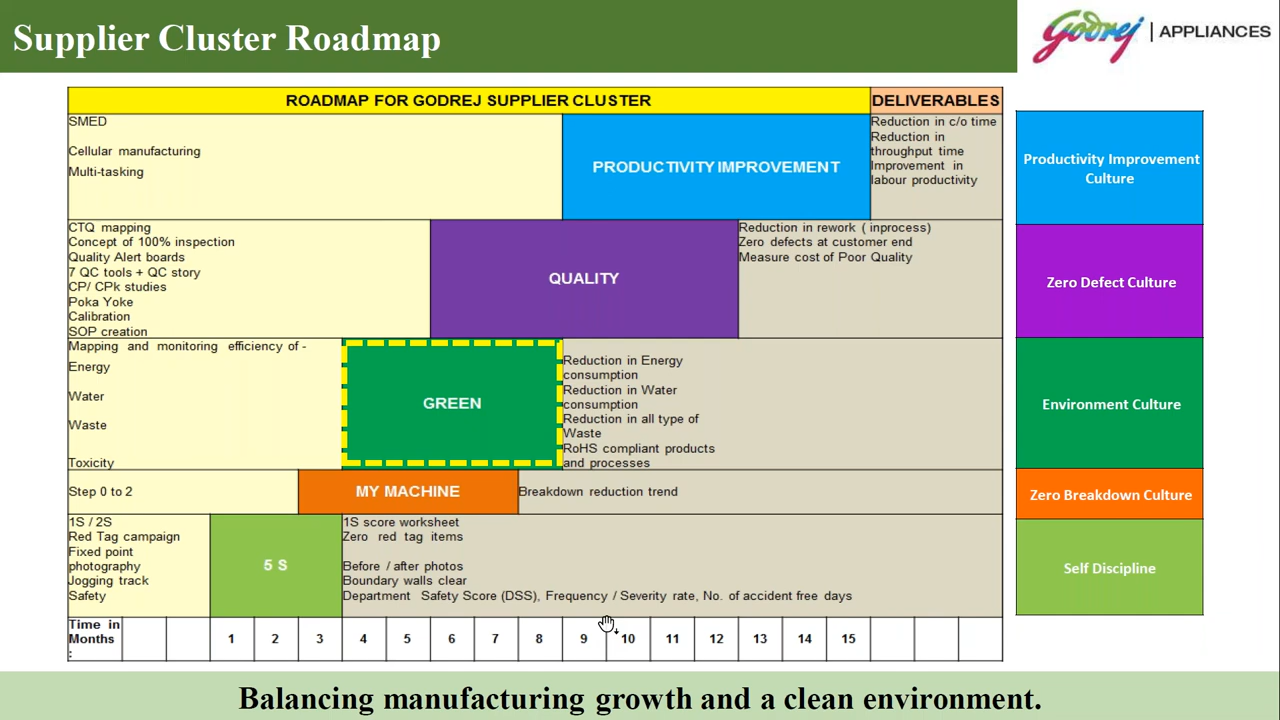 Supplier Cluster Roadmap
Godrej | APPLIANCES
ROADMAP FOR GODREJ SUPPLIER CLUSTER
DELIVERABLES
SMED
Cellular manufacturing
Multi-tasking
PRODUCTIVITY IMPROVEMENT
Reduction in c/o time
Reduction in
throughput time
Improvement in
labour productivity
Productivity Improvement
Culture
CTQ mapping
Concept of 100% inspection
Quality Alert boards
7 QC tools + QC story
CP/ CPk studies
Poka Yoke
Calibration
SOP creation
QUALITY
Reduction in rework ( inprocess)
Zero defects at customer end
Measure cost of Poor Quality
Zero Defect Culture
Mapping and monitoring efficiency of -
Energy
Water
Waste
Toxicity
GREEN
Reduction in Energy
consumption
Reduction in Water
consumption
Reduction in all type of
Waste
RoHS compliant products
and processes
Environment Culture
Step 0 to 2
MY MACHINE
Breakdown reduction trend
Zero Breakdown Culture
1S / 2S
Red Tag campaign
Fixed point
photography
Jogging track
Safety
5 S
1S score worksheet
Zero red tag items
Before / after photos
Boundary walls clear
Department Safety Score (DSS), Frequency / Severity rate, No. of accident free days
Self Discipline
Time in
Months
:
1 2 3 4 5 6 7 8 9 10 11 12 13 14 15
Balancing manufacturing growth and a clean environment.